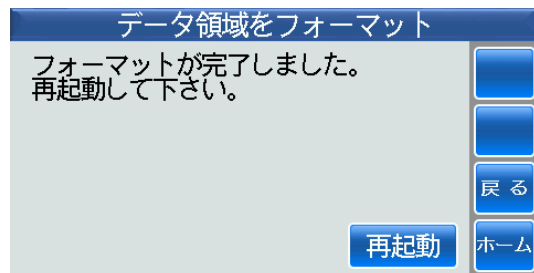 データ領域をフォーマット
フォーマットが完了しました。
再起動して下さい。
戻る
再起動
ホーム